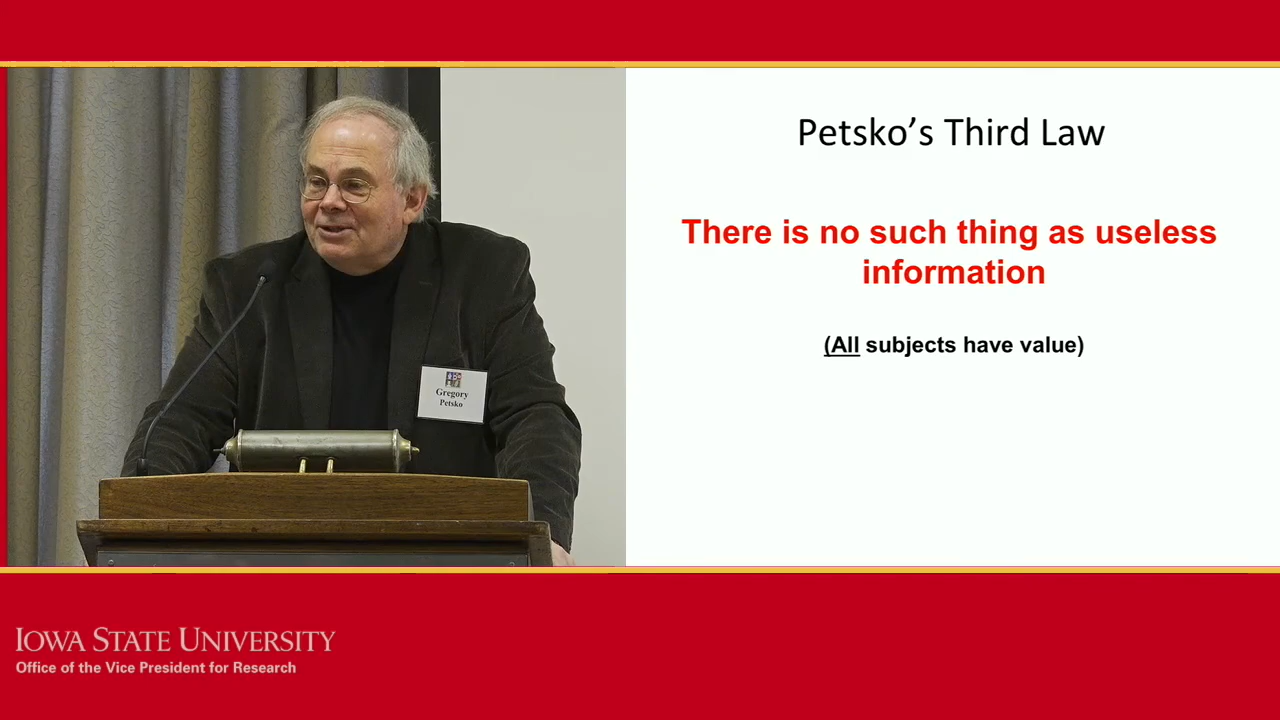 Petsko’s Third Law
There is no such thing as useless
information
(All subjects have value)
Gregory
Petsko
IOWA STATE UNIVERSITY
Office of the Vice President for Research